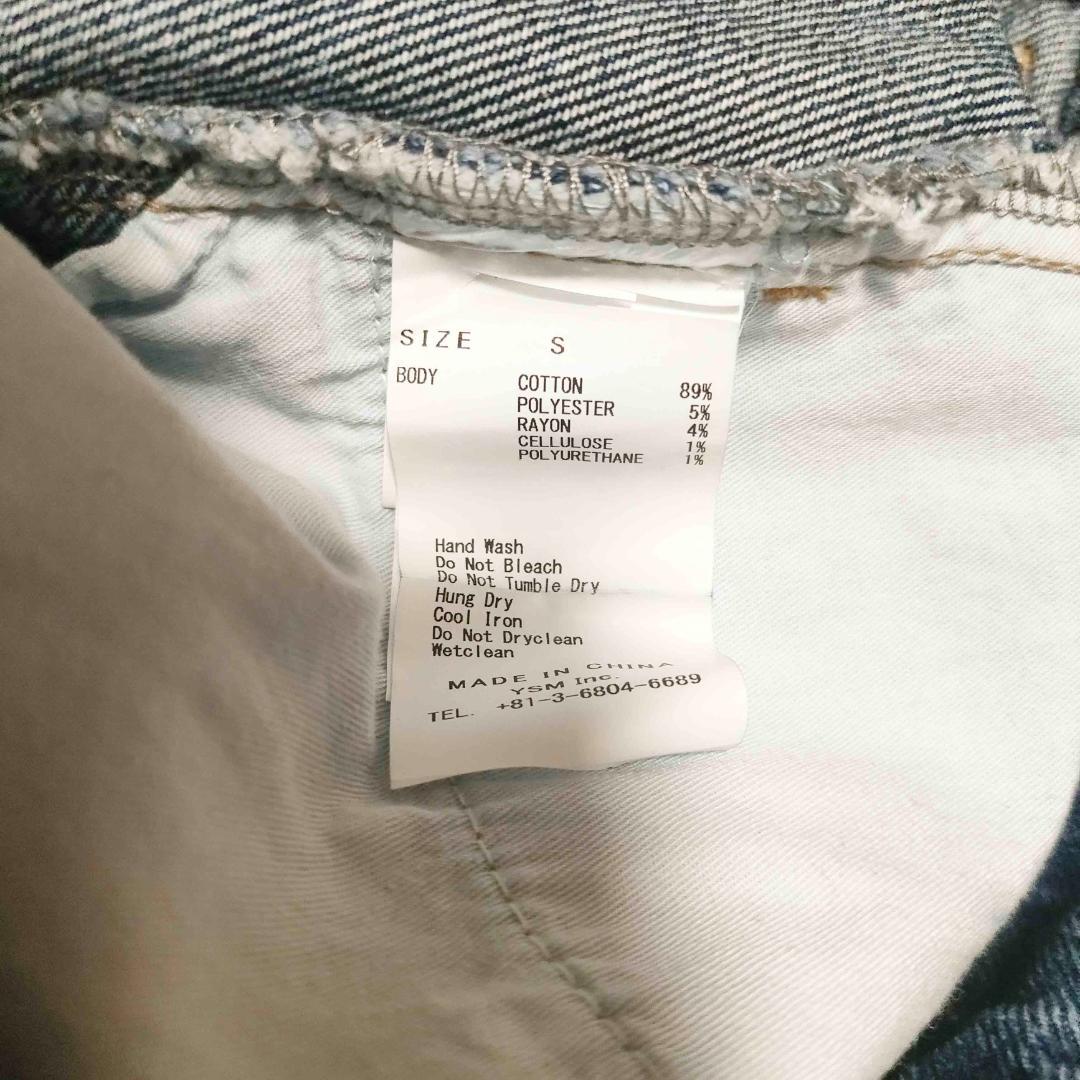 SIZE S
BODY COTTON 89%
POLYESTER 5%
RAYON 4%
CELLULOSE 1%
POLYURETHANE 1%
Hand Wash
Do Not Bleach
Do Not Tumble Dry
Hung Dry
Cool Iron
Do Not Dryclean
Wetclean
MADE IN CHINA
YSM Inc.
TEL. +81-3-6804-6689